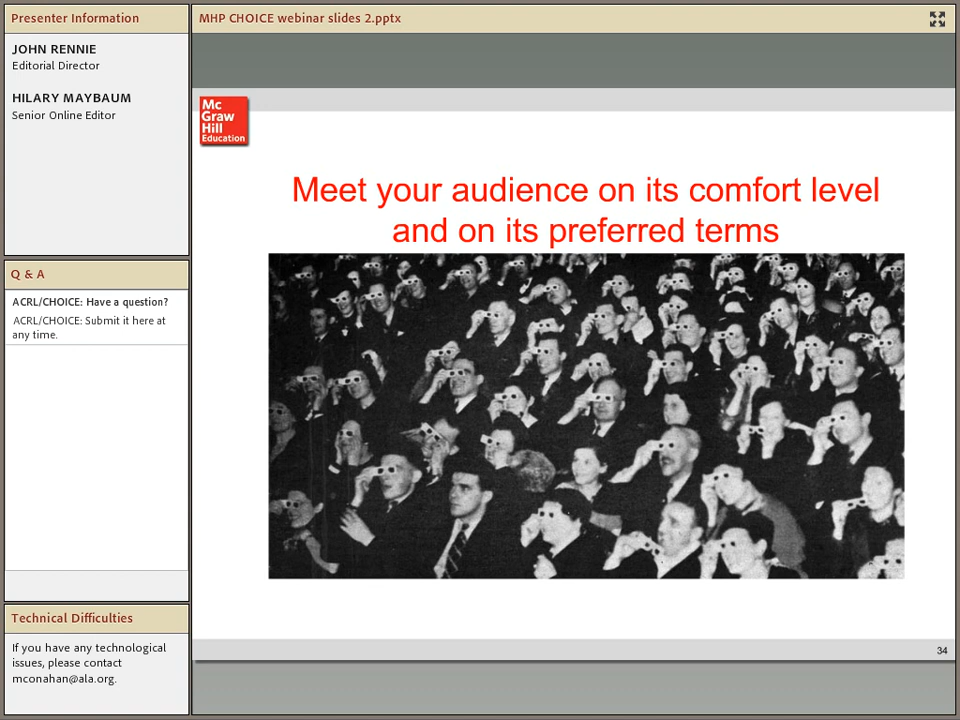 Presenter Information
JOHN RENNIE
Editorial Director
HILARY MAYBAUM
Senior Online Editor
Q & A
ACRL/CHOICE: Have a question?
ACRL/CHOICE: Submit it here at
any time.
Technical Difficulties
If you have any technological
issues, please contact
mconahan@ala.org.
MHP CHOICE webinar slides 2.pptx
Mc
Graw
Hill
Education
Meet your audience on its comfort level
and on its preferred terms
34